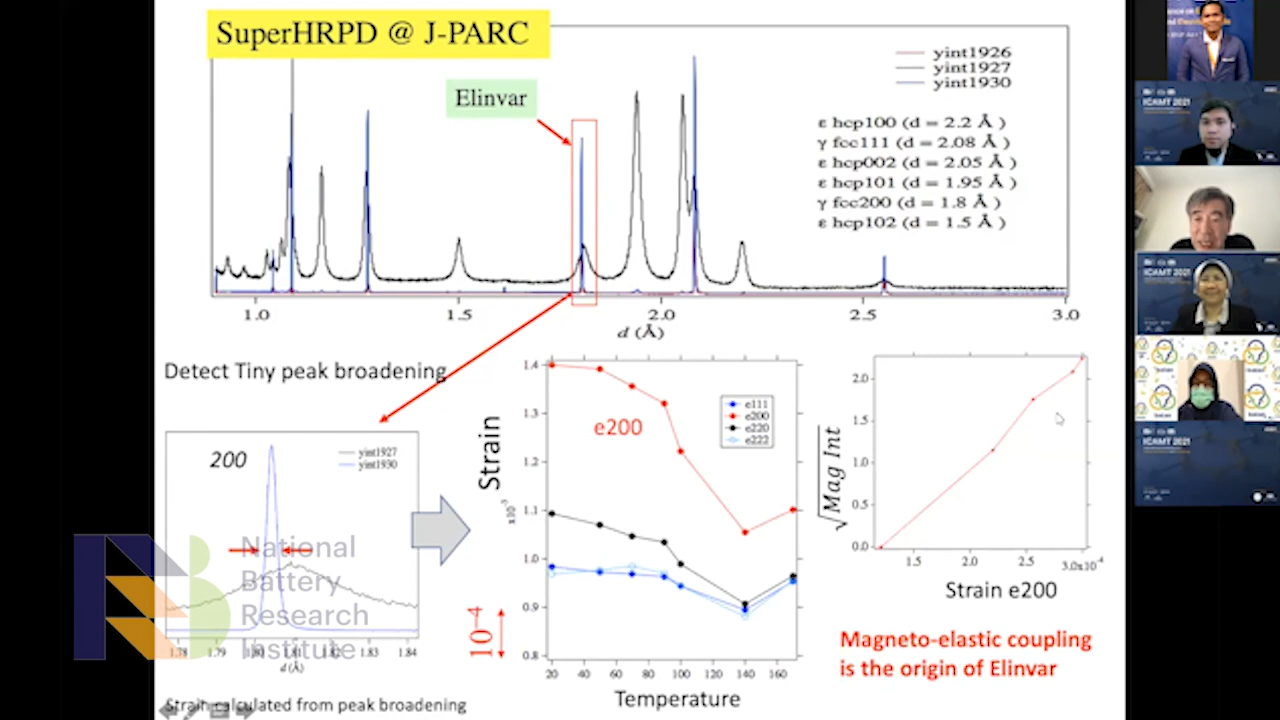 SuperHRPD @ J-PARC
Elinvar
yint1926
yint1927
yint1930
ε hcp100 (d = 2.2 Å )
γ fcc111 (d = 2.08 Å )
ε hcp002 (d = 2.05 Å )
ε hcp101 (d = 1.95 Å )
γ fcc200 (d = 1.8 Å )
ε hcp102 (d = 1.5 Å )
1.0 1.5 2.0 2.5 3.0
d (Å)
Detect Tiny peak broadening
200
yint1927
yint1930
1.78 1.79 1.80 1.81 1.82 1.83 1.84
d (Å)
Strain calculated from peak broadening
Strain
x10⁻³
1.4
1.3
1.2
1.1
1.0
0.9
0.8
e200
e111
e200
e220
e222
10⁻⁴
20 40 60 80 100 120 140 160
Temperature
√Mag Int
2.0
1.5
1.0
0.5
0.0
1.5 2.0 2.5 3.0x10⁻⁴
Strain e200
Magneto-elastic coupling
is the origin of Elinvar
National
Battery
Research
Institute
ICAMT 2021
ICAMT 2021
ICAMT 2021